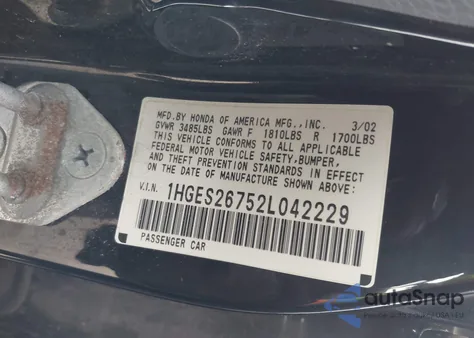 MFD.BY HONDA OF AMERICA MFG.,INC. 3/02
GVWR 3485LBS GAWR F 1810LBS R 1700LBS
THIS VEHICLE CONFORMS TO ALL APPLICABLE
FEDERAL MOTOR VEHICLE SAFETY,BUMPER,
AND THEFT PREVENTION STANDARDS IN EFFECT
ON THE DATE OF MANUFACTURE SHOWN ABOVE:
V.I.N. 1HGES26752L042229
PASSENGER CAR
autoSnap